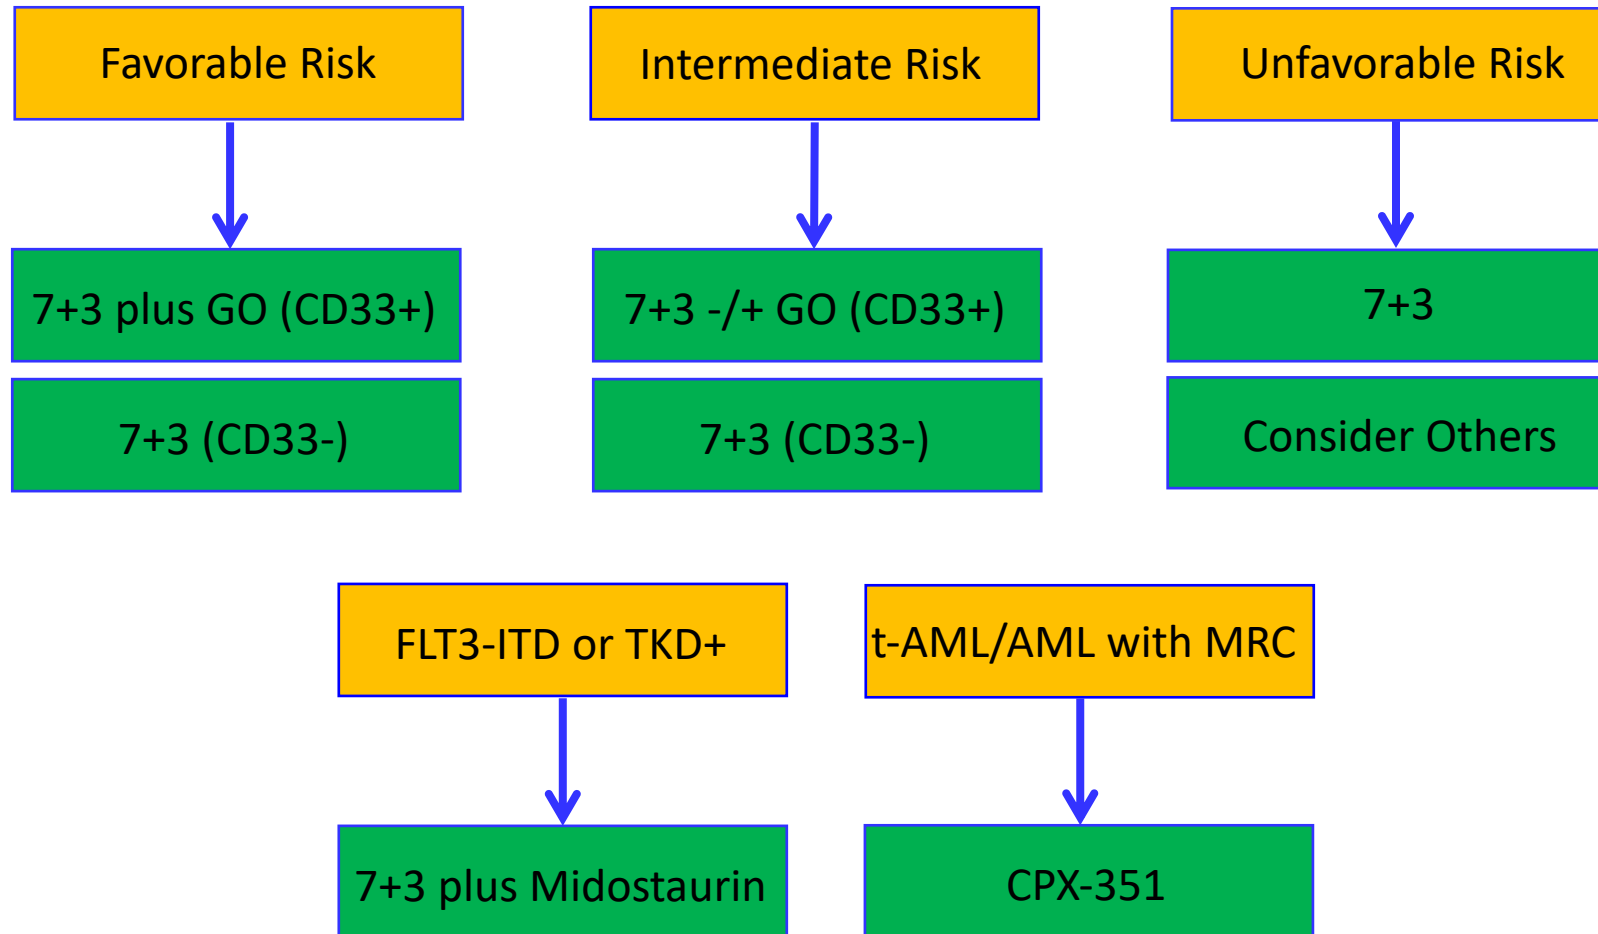 Favorable Risk
Intermediate Risk
Unfavorable Risk
7+3 plus GO (CD33+)
7+3 -/+ GO (CD33+)
7+3
7+3 (CD33-)
7+3 (CD33-)
Consider Others
FLT3-ITD or TKD+
t-AML/AML with MRC
7+3 plus Midostaurin
CPX-351